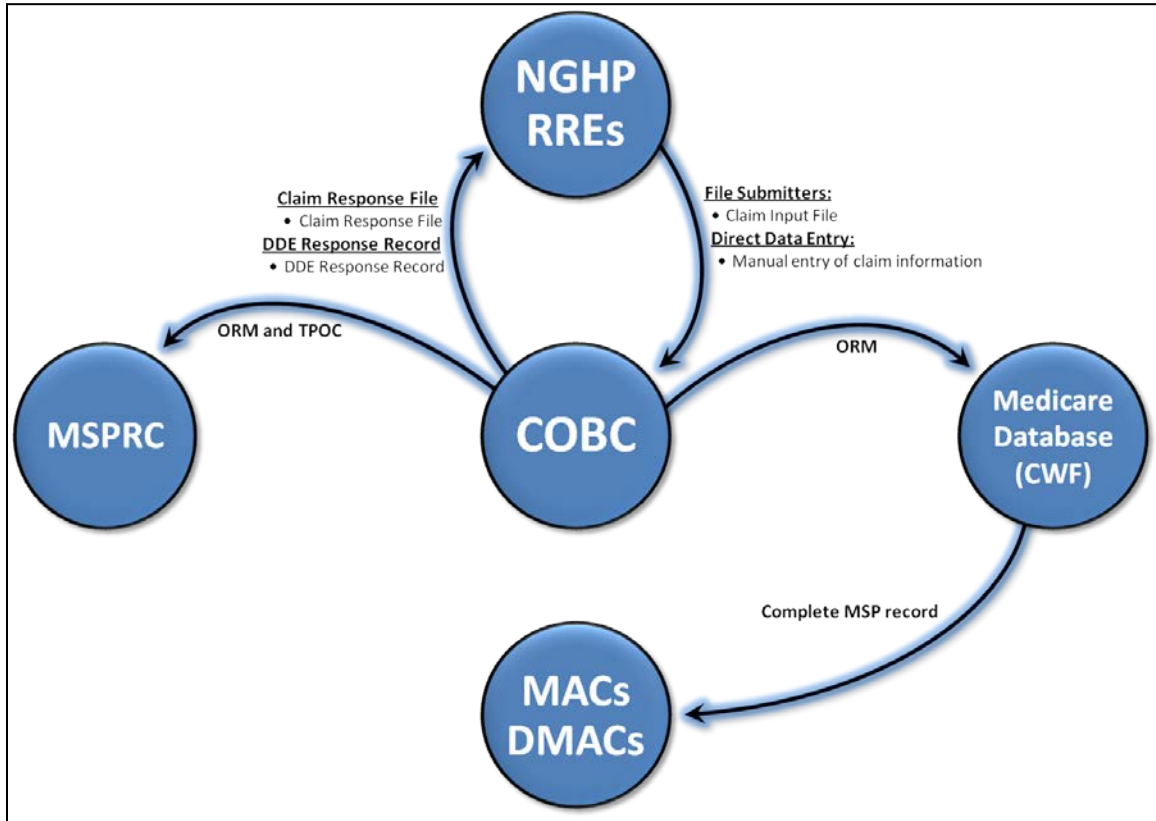 NGHP
RREs
Claim Response File
• Claim Response File
DDE Response Record
• DDE Response Record
File Submitters:
• Claim Input File
Direct Data Entry:
• Manual entry of claim information
ORM and TPOC
ORM
MSPRC
COBC
Medicare
Database
(CWF)
Complete MSP record
MACs
DMACs